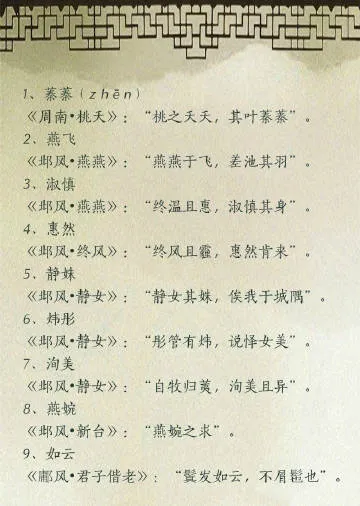 1、蓁蓁（zhēn）
《周南•桃夭》：“桃之夭夭，其叶蓁蓁”。
2、燕飞
《邶风•燕燕》：“燕燕于飞，差池其羽”。
3、淑慎
《邶风•燕燕》：“终温且惠，淑慎其身”。
4、惠然
《邶风•终风》：“终风且霾，惠然肯来”。
5、静姝
《邶风•静女》：“静女其姝，俟我于城隅”。
6、炜彤
《邶风•静女》：“彤管有炜，说怿女美”。
7、洵美
《邶风•静女》：“自牧归荑，洵美且异”。
8、燕婉
《邶风•新台》：“燕婉之求”。
9、如云
《鄘风•君子偕老》：“鬒发如云，不屑髢也”。